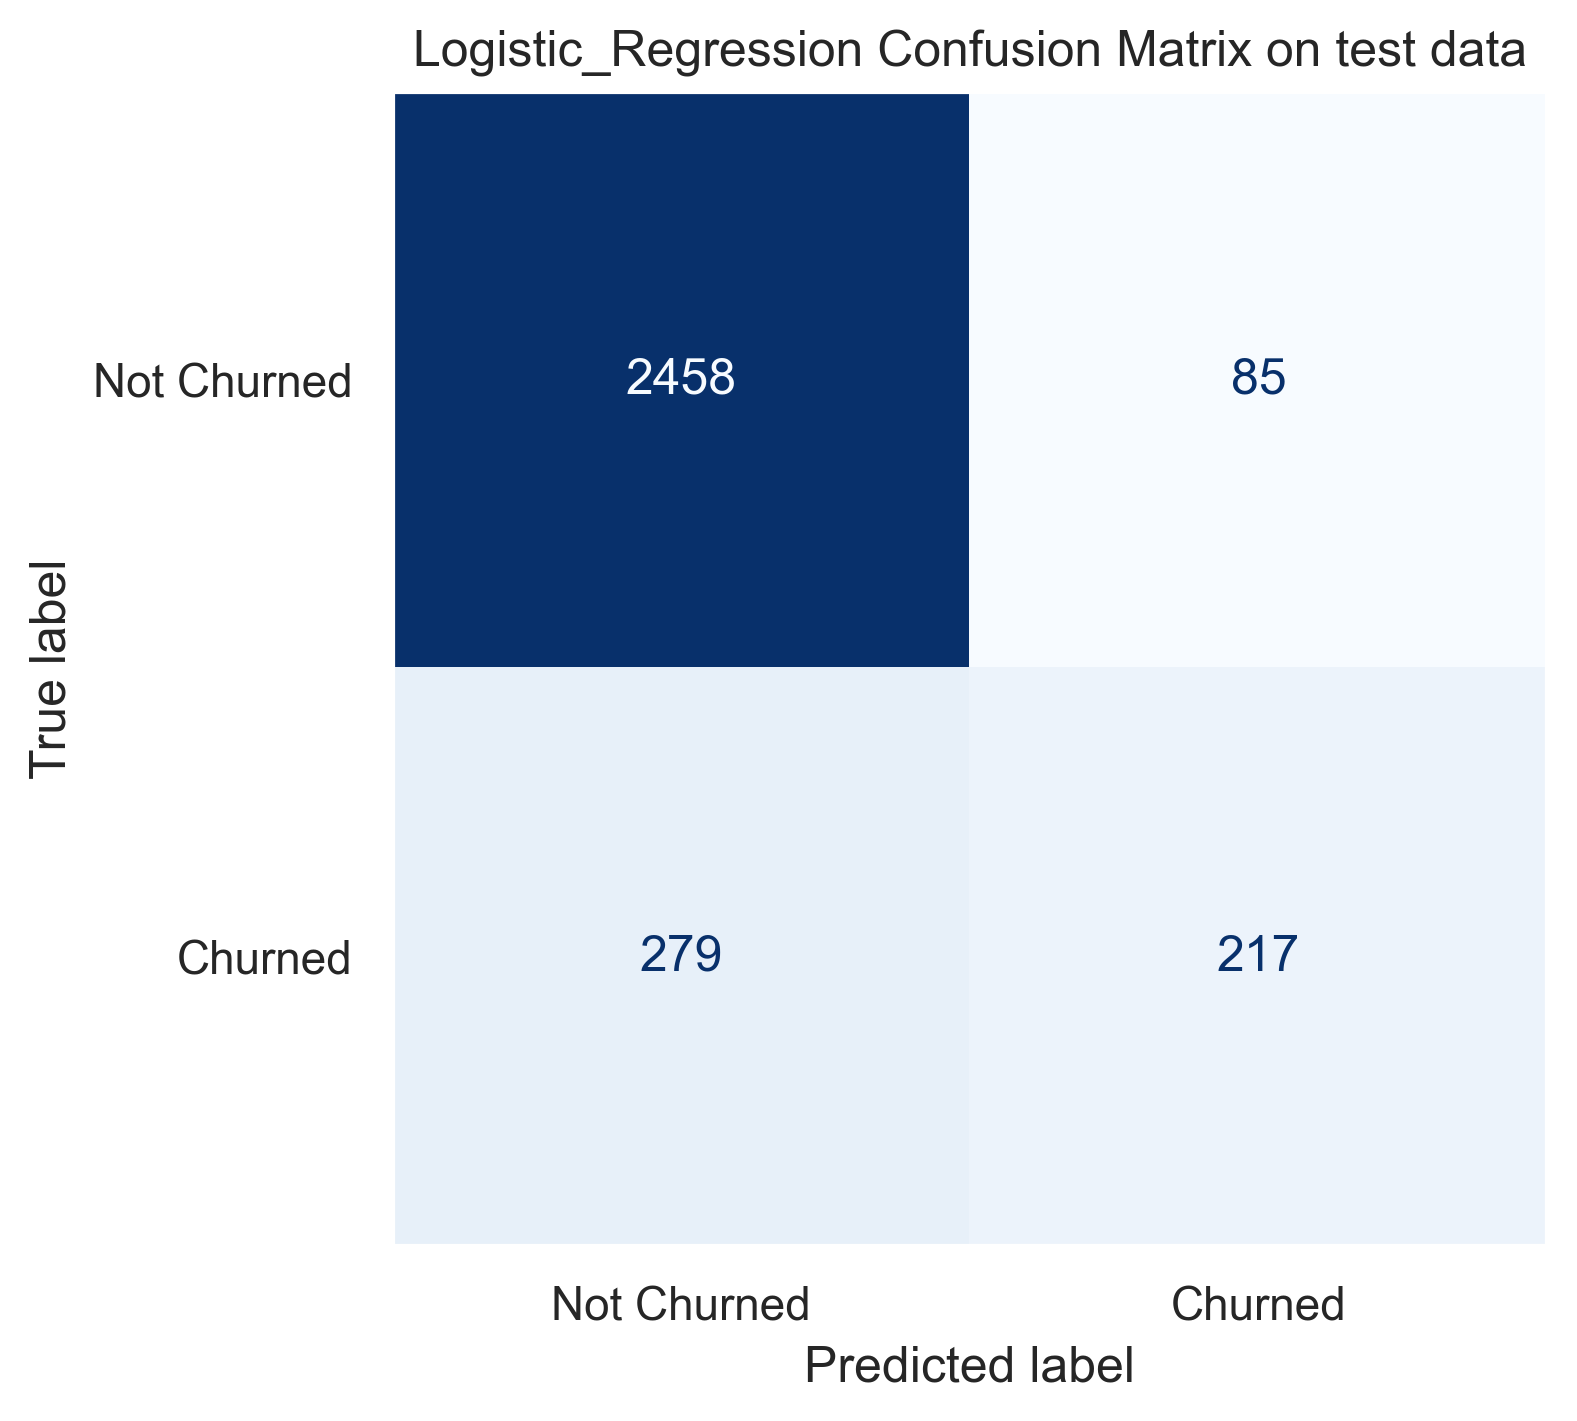 Logistic_Regression Confusion Matrix on test data
Not Churned
2458
85
True label
Churned
279
217
Not Churned
Churned
Predicted label